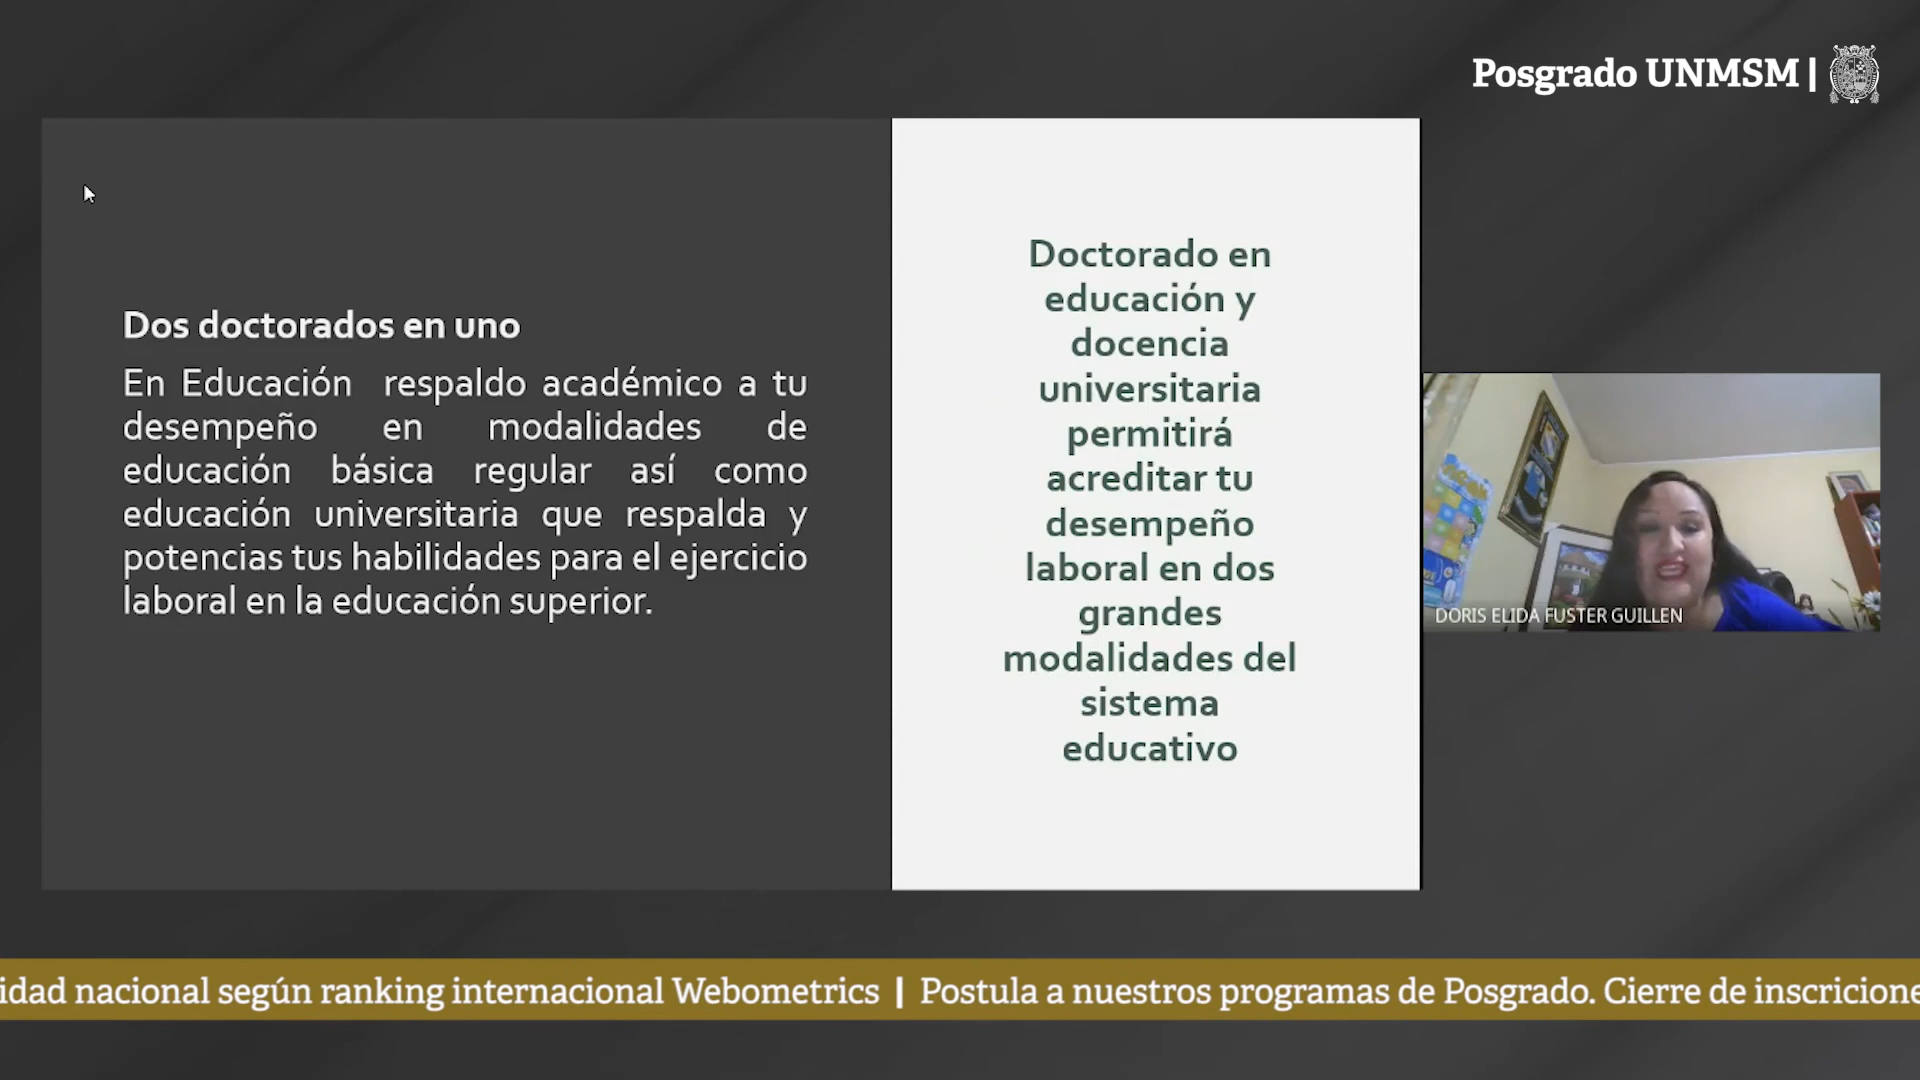 Posgrado UNMSM |
Dos doctorados en uno
En Educación respaldo académico a tu
desempeño en modalidades de
educación básica regular así como
educación universitaria que respalda y
potencias tus habilidades para el ejercicio
laboral en la educación superior.
Doctorado en
educación y
docencia
universitaria
permitirá
acreditar tu
desempeño
laboral en dos
grandes
modalidades del
sistema
educativo
DORIS ELIDA FUSTER GUILLEN
idad nacional según ranking internacional Webometrics | Postula a nuestros programas de Posgrado. Cierre de inscricione